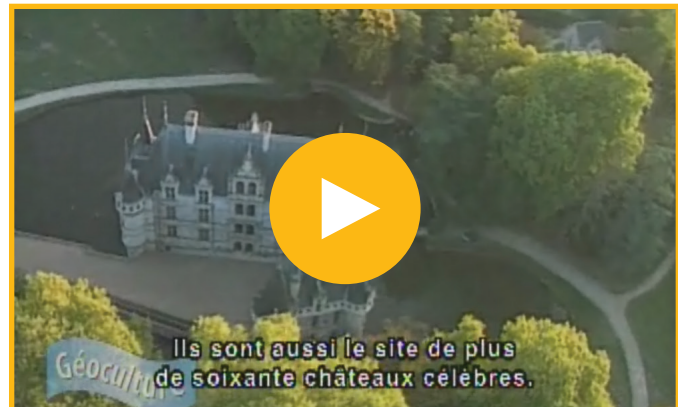 Ils sont aussi le site de plus
de soixante châteaux célèbres.
Géoculture